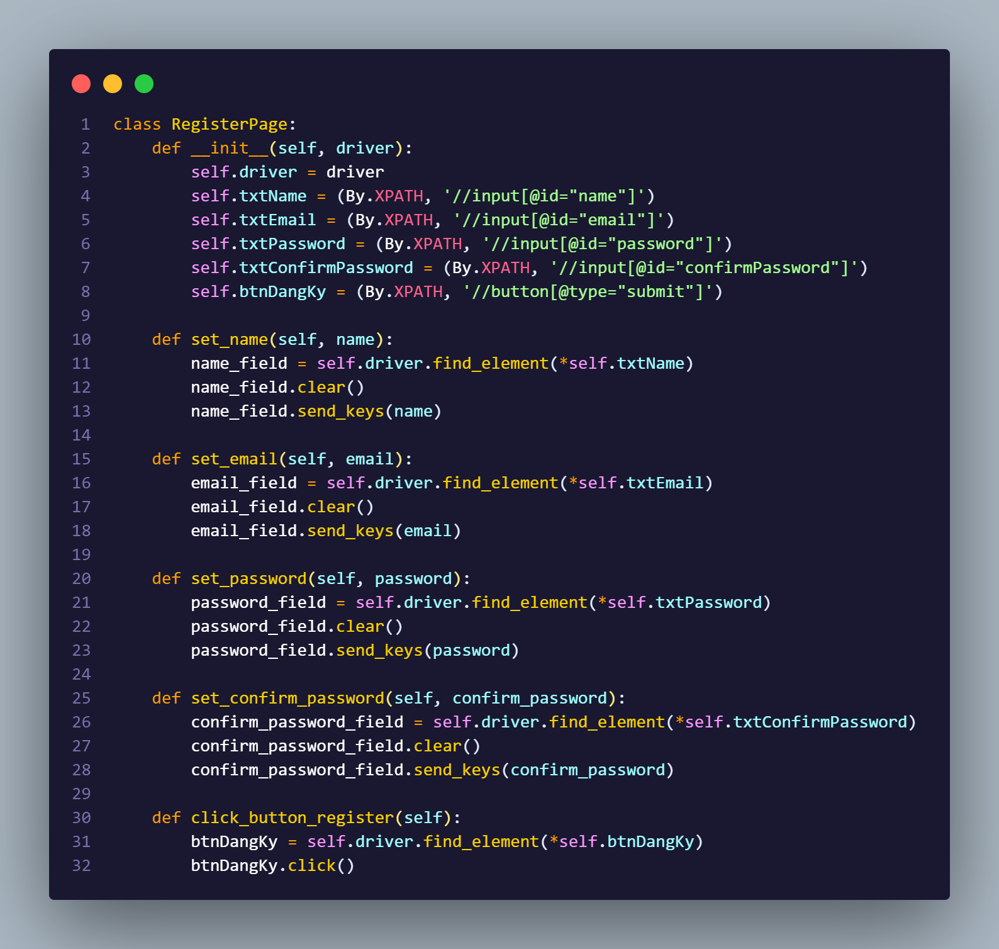 1 class RegisterPage:
2     def __init__(self, driver):
3         self.driver = driver
4         self.txtName = (By.XPATH, '//input[@id="name"]')
5         self.txtEmail = (By.XPATH, '//input[@id="email"]')
6         self.txtPassword = (By.XPATH, '//input[@id="password"]')
7         self.txtConfirmPassword = (By.XPATH, '//input[@id="confirmPassword"]')
8         self.btnDangKy = (By.XPATH, '//button[@type="submit"]')
9
10     def set_name(self, name):
11         name_field = self.driver.find_element(*self.txtName)
12         name_field.clear()
13         name_field.send_keys(name)
14
15     def set_email(self, email):
16         email_field = self.driver.find_element(*self.txtEmail)
17         email_field.clear()
18         email_field.send_keys(email)
19
20     def set_password(self, password):
21         password_field = self.driver.find_element(*self.txtPassword)
22         password_field.clear()
23         password_field.send_keys(password)
24
25     def set_confirm_password(self, confirm_password):
26         confirm_password_field = self.driver.find_element(*self.txtConfirmPassword)
27         confirm_password_field.clear()
28         confirm_password_field.send_keys(confirm_password)
29
30     def click_button_register(self):
31         btnDangKy = self.driver.find_element(*self.btnDangKy)
32         btnDangKy.click()